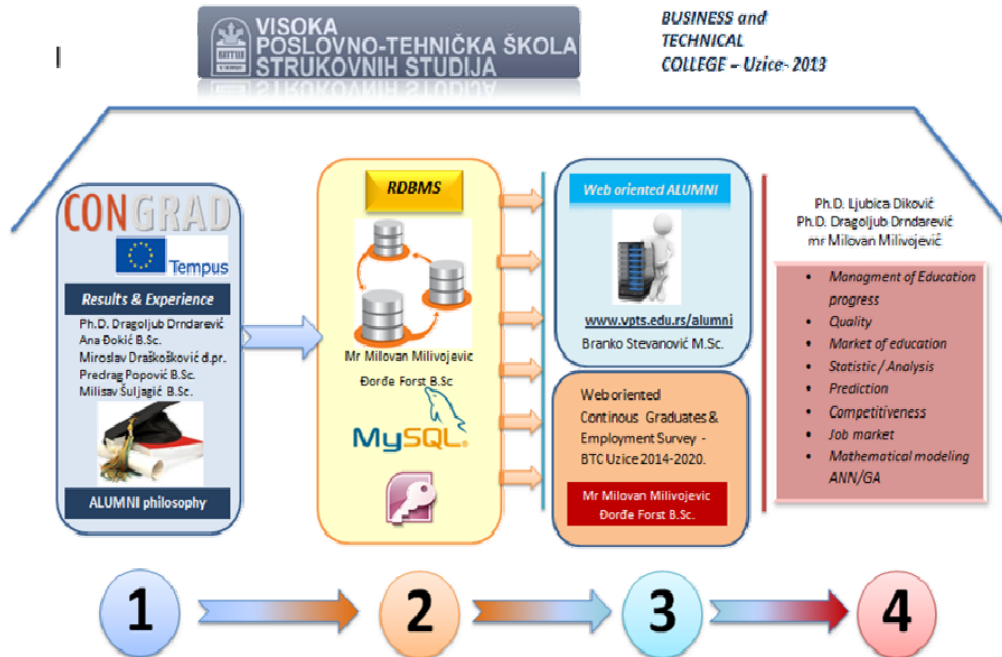 VISOKA
POSLOVNO-TEHNIČKA ŠKOLA
STRUKOVNIH STUDIJA
BUSINESS and
TECHNICAL
COLLEGE – Uzice- 2013
CONGRAD
Tempus
Results & Experience
Ph.D. Dragoljub Drndarević
Ana Đokić B.Sc.
Miroslav Draškošković d.pr.
Predrag Popović B.Sc.
Milisav Šuljagić B.Sc.
ALUMNI philosophy
RDBMS
Mr Milovan Milivojevic
Đorđe Forst B.Sc
MySQL®
Web oriented ALUMNI
www.vpts.edu.rs/alumni
Branko Stevanović M.Sc.
Web oriented
Continous Graduates &
Employment Survey -
BTC Uzice 2014-2020.
Mr Milovan Milivojevic
Đorđe Forst B.Sc.
Ph.D. Ljubica Diković
Ph.D. Dragoljub Drndarević
mr Milovan Milivojević
• Managment of Education
progress
• Quality
• Market of education
• Statistic / Analysis
• Prediction
• Competitiveness
• Job market
• Mathematical modeling
ANN/GA
1
2
3
4